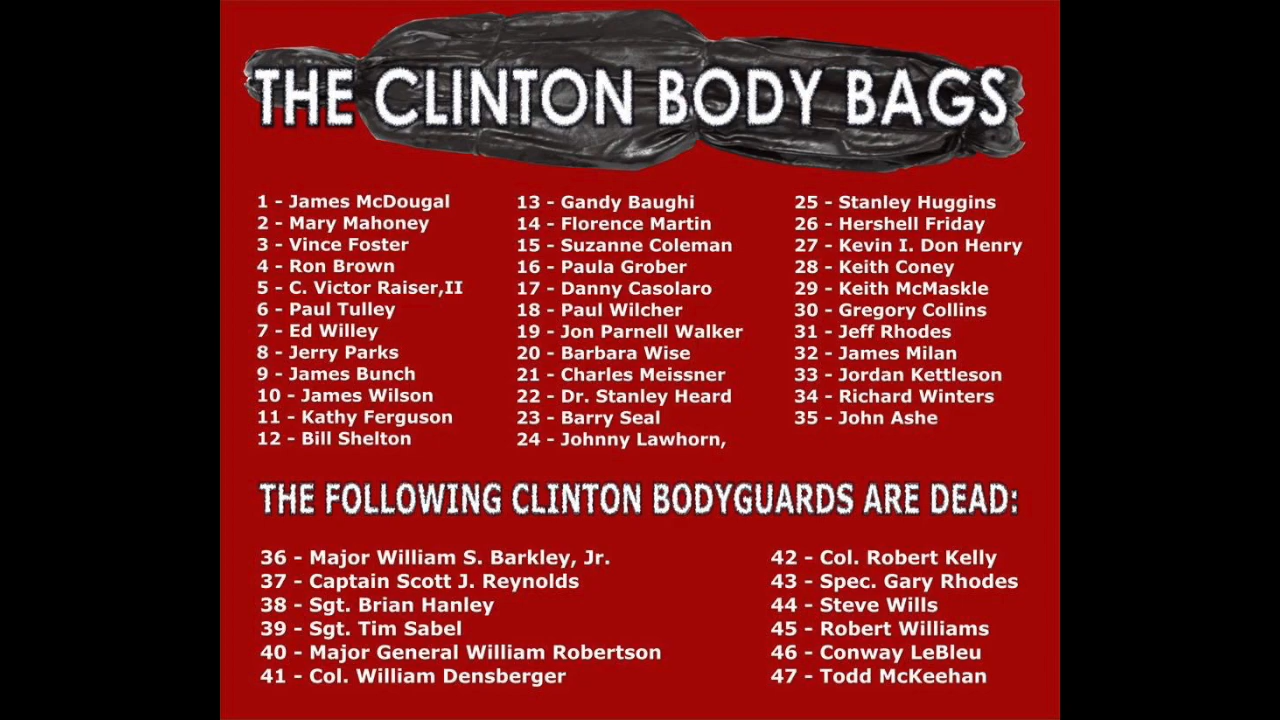 THE CLINTON BODY BAGS
1 - James McDougal
2 - Mary Mahoney
3 - Vince Foster
4 - Ron Brown
5 - C. Victor Raiser,II
6 - Paul Tulley
7 - Ed Willey
8 - Jerry Parks
9 - James Bunch
10 - James Wilson
11 - Kathy Ferguson
12 - Bill Shelton
13 - Gandy Baughi
14 - Florence Martin
15 - Suzanne Coleman
16 - Paula Grober
17 - Danny Casolaro
18 - Paul Wilcher
19 - Jon Parnell Walker
20 - Barbara Wise
21 - Charles Meissner
22 - Dr. Stanley Heard
23 - Barry Seal
24 - Johnny Lawhorn,
25 - Stanley Huggins
26 - Hershell Friday
27 - Kevin I. Don Henry
28 - Keith Coney
29 - Keith McMaskle
30 - Gregory Collins
31 - Jeff Rhodes
32 - James Milan
33 - Jordan Kettleson
34 - Richard Winters
35 - John Ashe
THE FOLLOWING CLINTON BODYGUARDS ARE DEAD:
36 - Major William S. Barkley, Jr.
37 - Captain Scott J. Reynolds
38 - Sgt. Brian Hanley
39 - Sgt. Tim Sabel
40 - Major General William Robertson
41 - Col. William Densberger
42 - Col. Robert Kelly
43 - Spec. Gary Rhodes
44 - Steve Wills
45 - Robert Williams
46 - Conway LeBleu
47 - Todd McKeehan